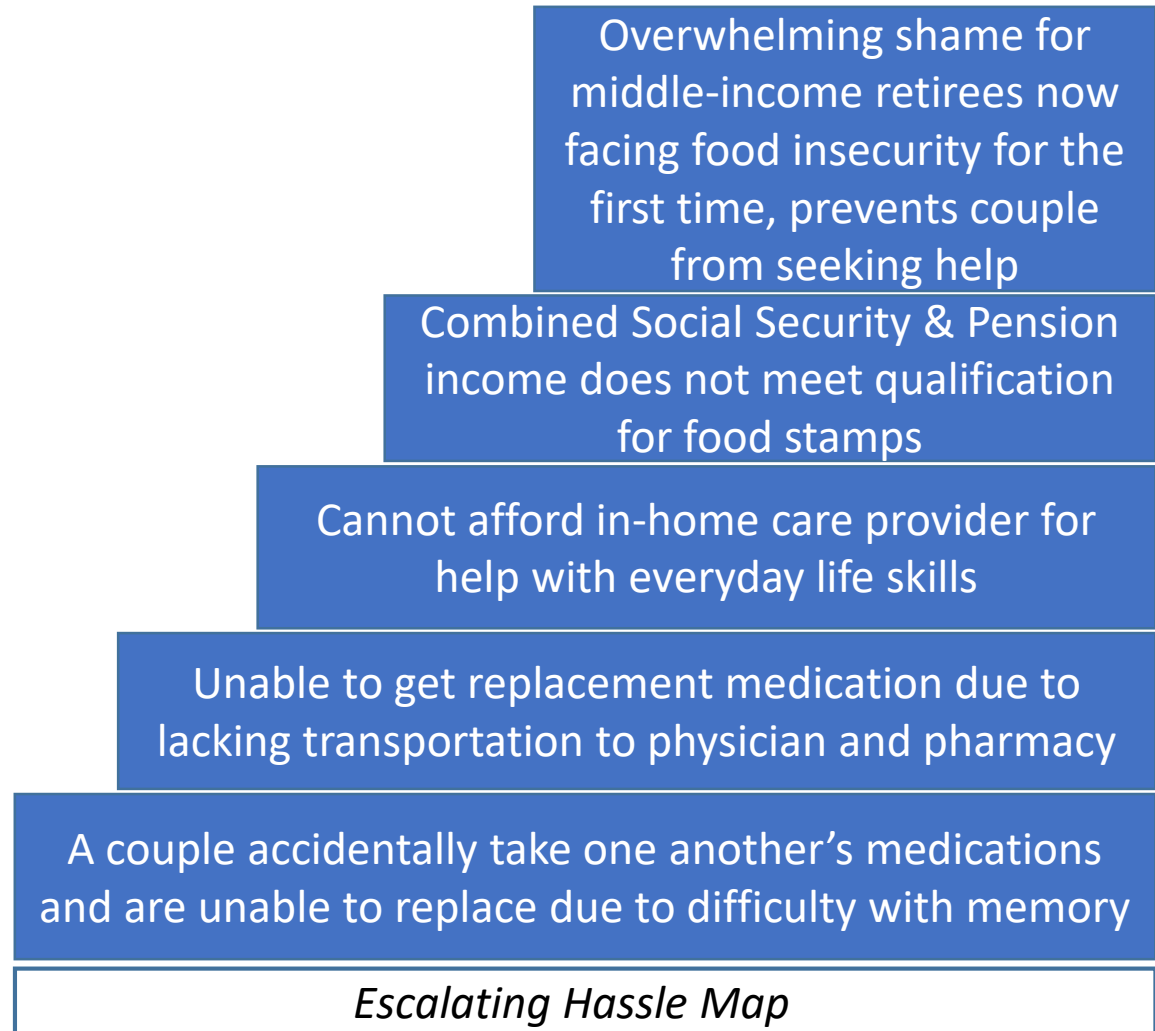 Overwhelming shame for
middle-income retirees now
facing food insecurity for the
first time, prevents couple
from seeking help
Combined Social Security & Pension
income does not meet qualification
for food stamps
Cannot afford in-home care provider for
help with everyday life skills
Unable to get replacement medication due to
lacking transportation to physician and pharmacy
A couple accidentally take one another’s medications
and are unable to replace due to difficulty with memory
Escalating Hassle Map